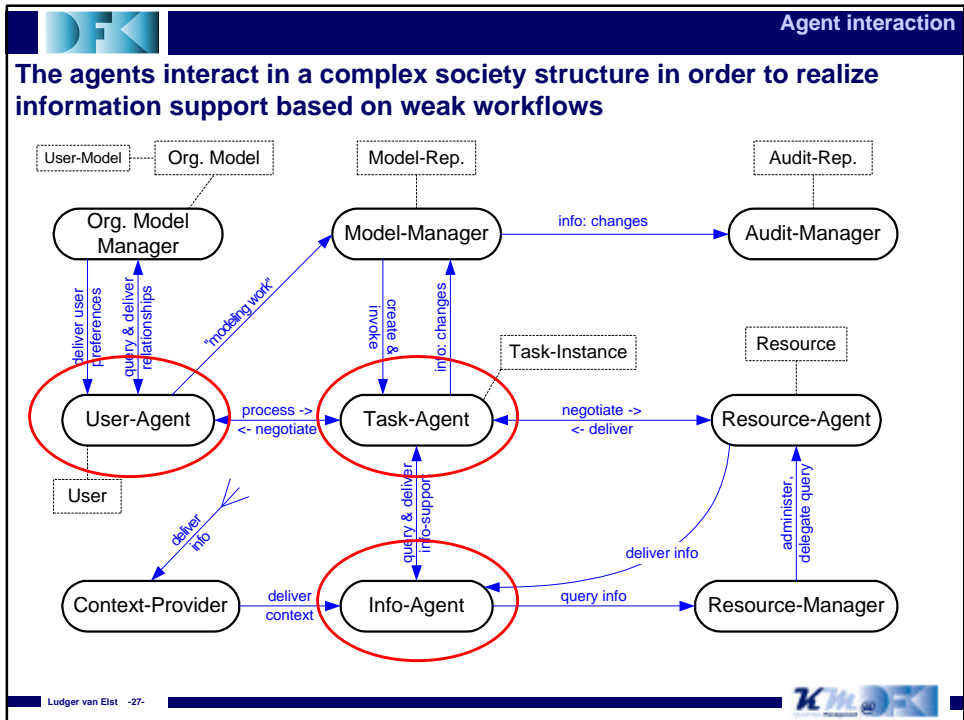 DFKI
Agent interaction
The agents interact in a complex society structure in order to realize
information support based on weak workflows
User-Model
Org. Model
Model-Rep.
Audit-Rep.
Org. Model
Manager
Model-Manager
info: changes
Audit-Manager
deliver user
preferences
query & deliver
relationships
"modeling work"
create &
invoke
info: changes
Task-Instance
Resource
User-Agent
process ->
<- negotiate
Task-Agent
negotiate ->
<- deliver
Resource-Agent
User
deliver
info
query & deliver
info-support
deliver info
administer,
delegate query
Context-Provider
deliver
context
Info-Agent
query info
Resource-Manager
Ludger van Elst -27-
KM@DFKI